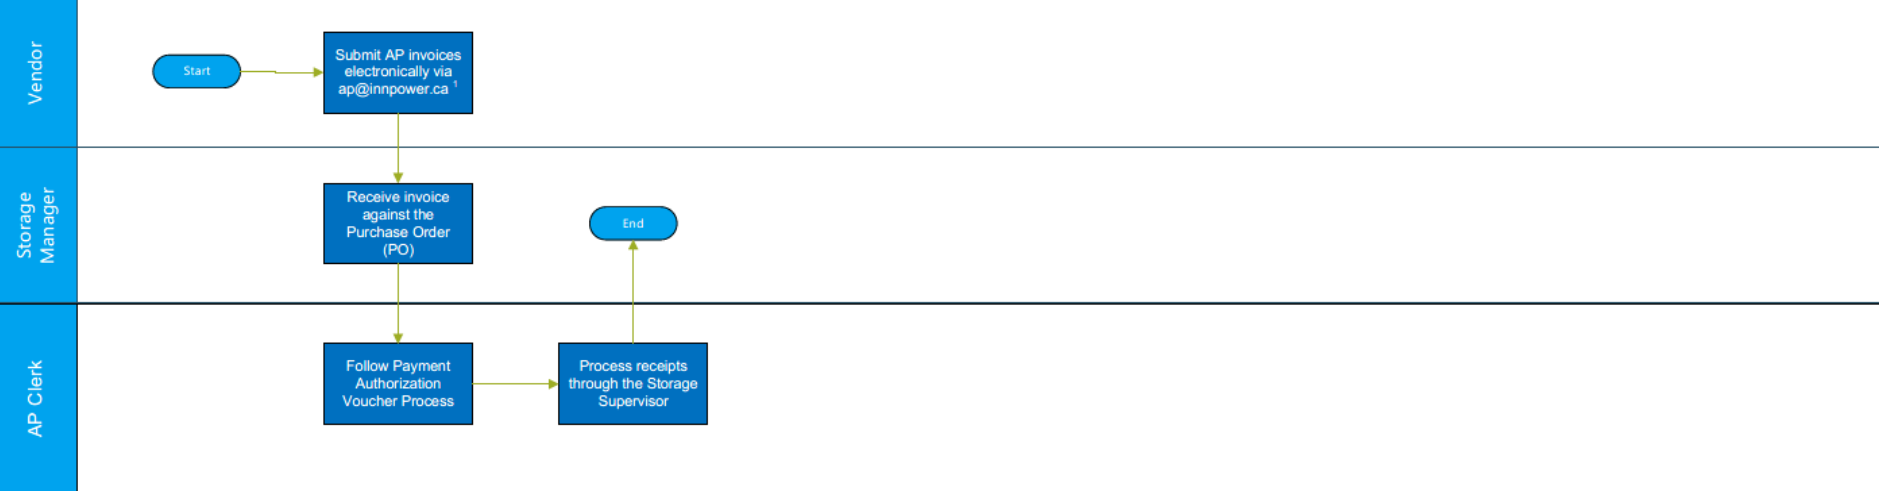 Vendor
Start
Submit AP invoices
electronically via
ap@innpower.ca ¹
Storage
Manager
Receive invoice
against the
Purchase Order
(PO)
End
AP Clerk
Follow Payment
Authorization
Voucher Process
Process receipts
through the Storage
Supervisor